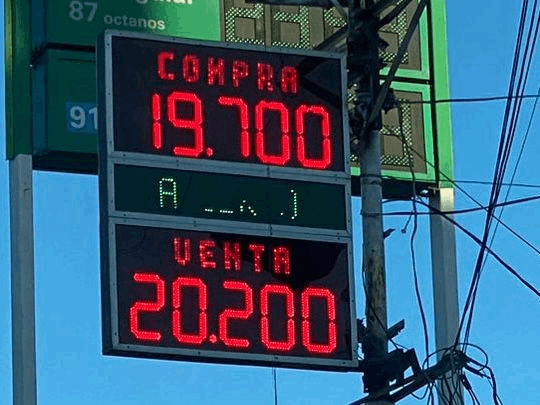 87 octanos
91
COMPRA
19.700
VENTA
20.200